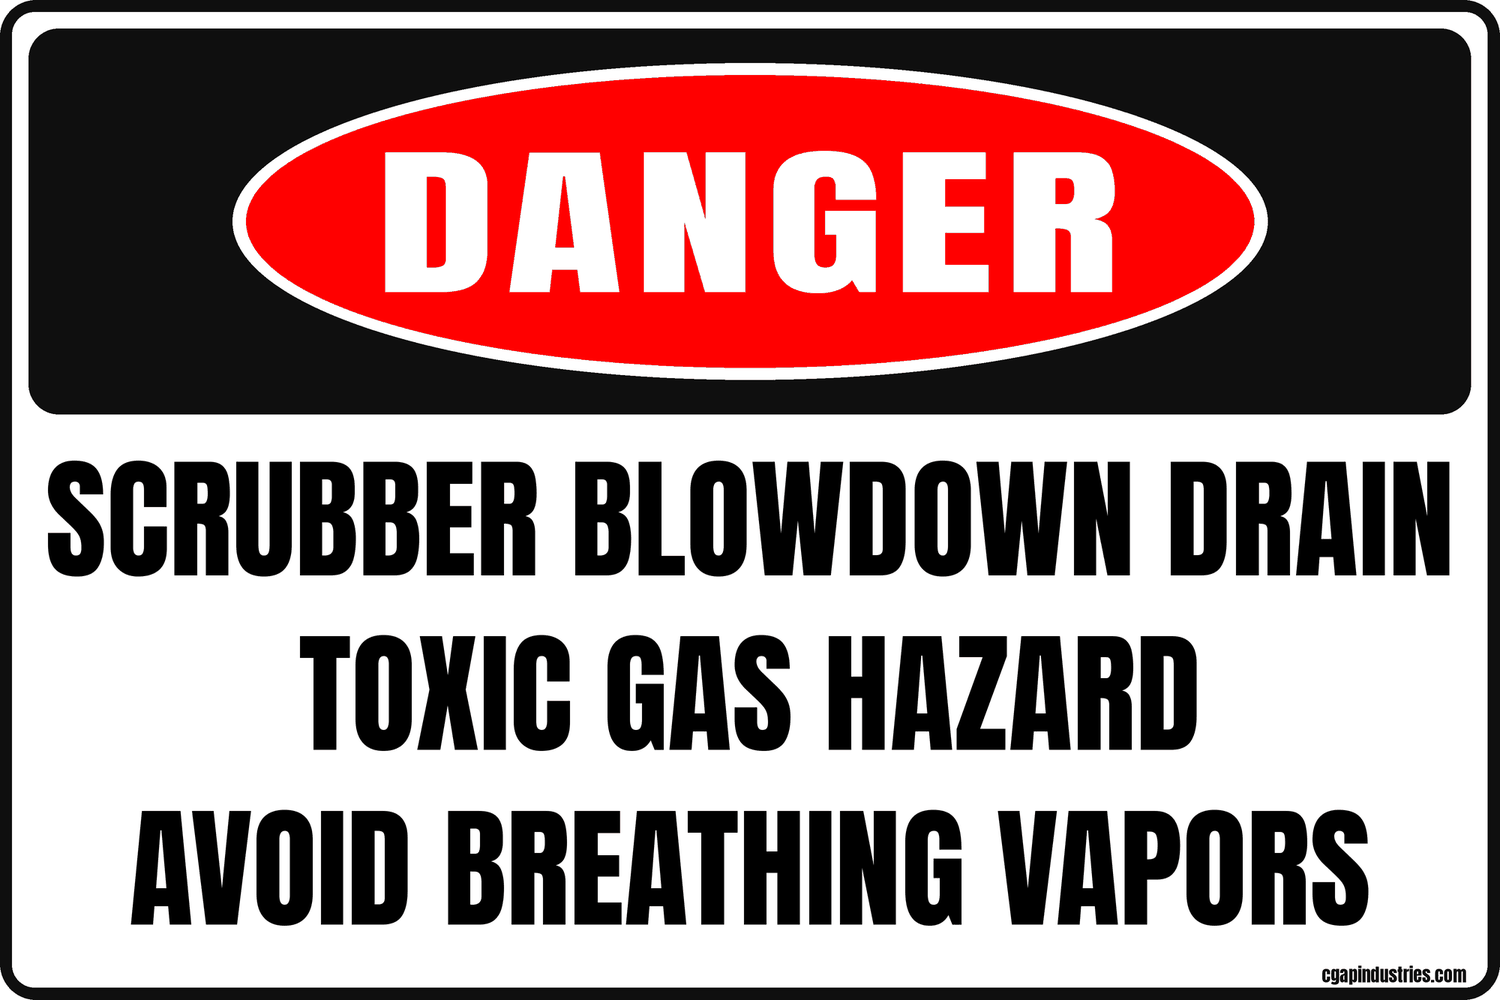 DANGER
SCRUBBER BLOWDOWN DRAIN
TOXIC GAS HAZARD
AVOID BREATHING VAPORS
cgapindustries.com